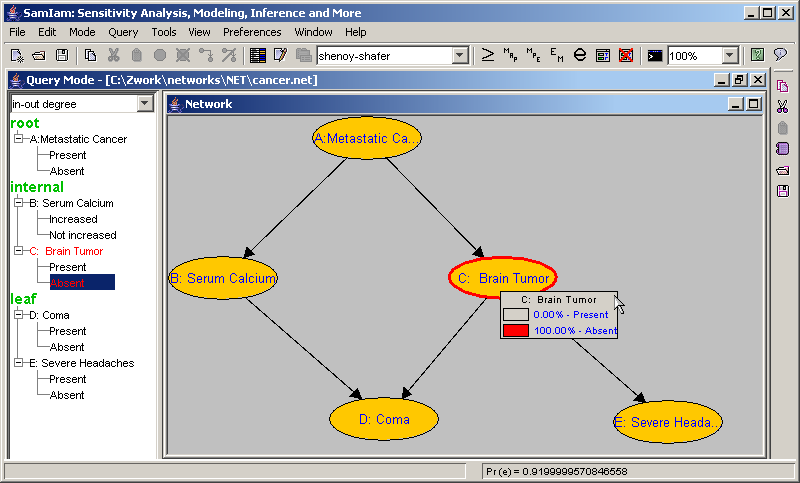 SamIam: Sensitivity Analysis, Modeling, Inference and More
File Edit Mode Query Tools View Preferences Window Help
shenoy-shafer
MAP
MPE
EM
100%
Query Mode - [C:\Zwork\networks\NET\cancer.net]
in-out degree
root
A:Metastatic Cancer
Present
Absent
internal
B: Serum Calcium
Increased
Not increased
C: Brain Tumor
Present
Absent
leaf
D: Coma
Present
Absent
E: Severe Headaches
Present
Absent
Network
A:Metastatic Ca...
B: Serum Calcium
C: Brain Tumor
C: Brain Tumor
0.00% - Present
100.00% - Absent
D: Coma
E: Severe Heada...
Pr(e) = 0.9199999570846558